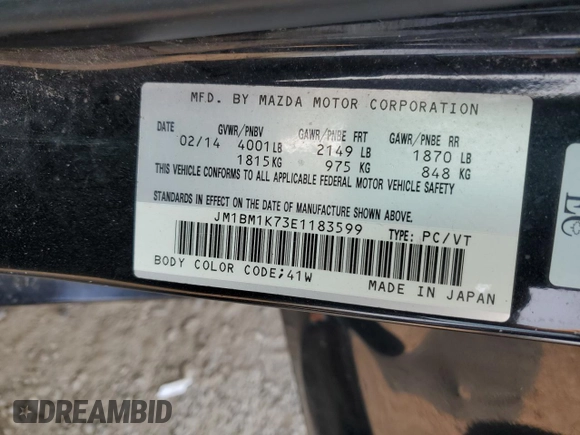 MFD. BY MAZDA MOTOR CORPORATION
DATE GVWR/PNBV GAWR/PNBE FRT GAWR/PNBE RR
02/14 4001LB 2149 LB 1870 LB
1815KG 975 KG 848 KG
THIS VEHICLE CONFORMS TO ALL APPLICABLE FEDERAL MOTOR VEHICLE SAFETY
STANDARDS IN EFFECT ON THE DATE OF MANUFACTURE SHOWN ABOVE.
JM1BM1K73E1183599 TYPE: PC/VT
BODY COLOR CODE;41W MADE IN JAPAN
DREAMBID